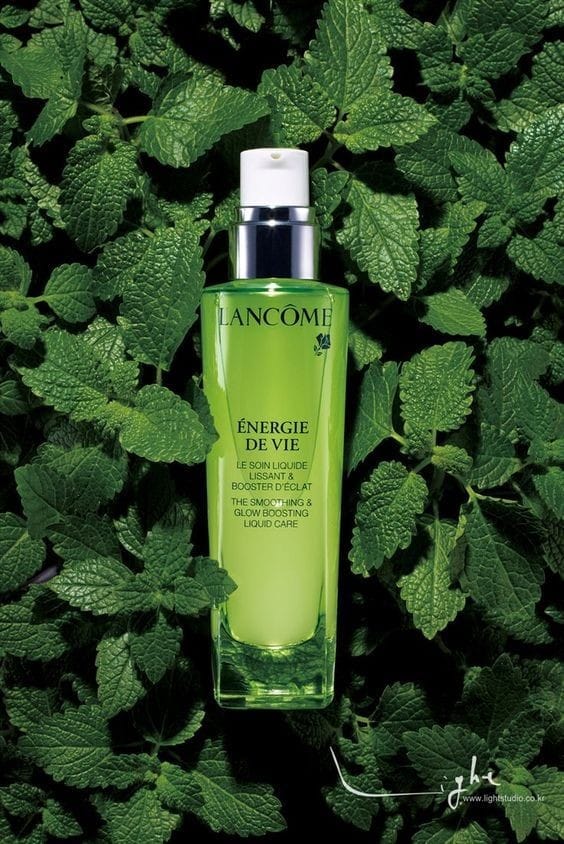 LANCÔME
ÉNERGIE
DE VIE
LE SOIN LIQUIDE
LISSANT &
BOOSTER D'ÉCLAT
THE SMOOTHING &
GLOW BOOSTING
LIQUID CARE
Light
www.lightstudio.co.kr